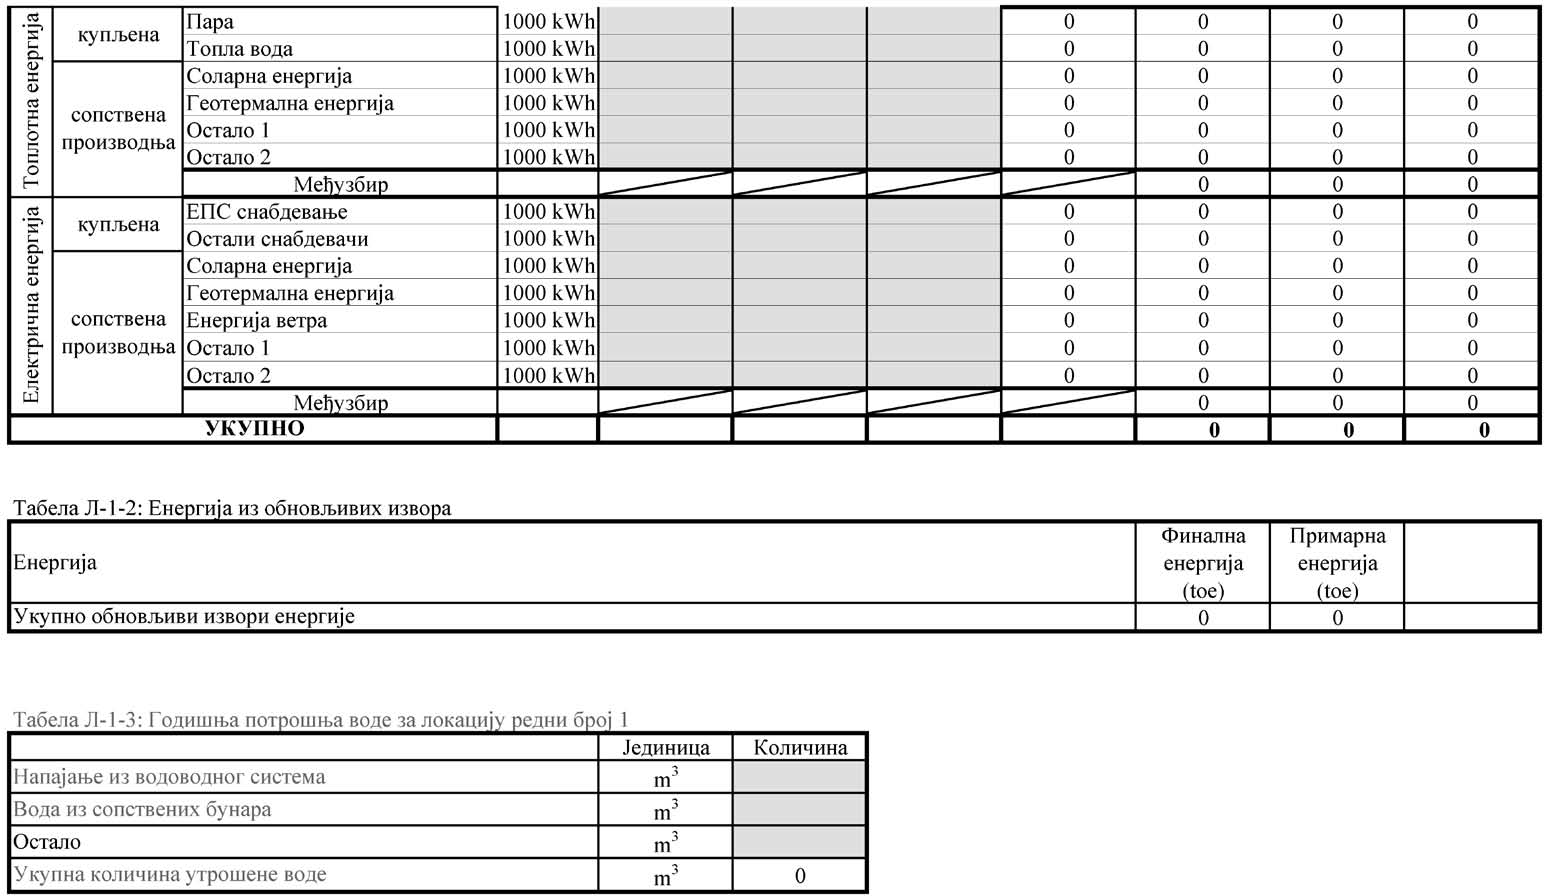 Топлотна енергија
купљена
Пара 1000 kWh 0 0 0 0
Топла вода 1000 kWh 0 0 0 0
сопствена
производња
Соларна енергија 1000 kWh 0 0 0 0
Геотермална енергија 1000 kWh 0 0 0 0
Остало 1 1000 kWh 0 0 0 0
Остало 2 1000 kWh 0 0 0 0
Међузбир 0 0 0
Електрична енергија
купљена
ЕПС снабдевање 1000 kWh 0 0 0 0
Остали снабдевачи 1000 kWh 0 0 0 0
сопствена
производња
Соларна енергија 1000 kWh 0 0 0 0
Геотермална енергија 1000 kWh 0 0 0 0
Енергија ветра 1000 kWh 0 0 0 0
Остало 1 1000 kWh 0 0 0 0
Остало 2 1000 kWh 0 0 0 0
Међузбир 0 0 0
УКУПНО 0 0 0
Табела Л-1-2: Енергија из обновљивих извора
Енергија
Финална
енергија
(toe)
Примарна
енергија
(toe)
Укупно обновљиви извори енергије 0 0
Табела Л-1-3: Годишња потрошња воде за локацију редни број 1
Јединица Количина
Напајање из водоводног система m³
Вода из сопствених бунара m³
Остало m³
Укупна количина утрошене воде m³ 0